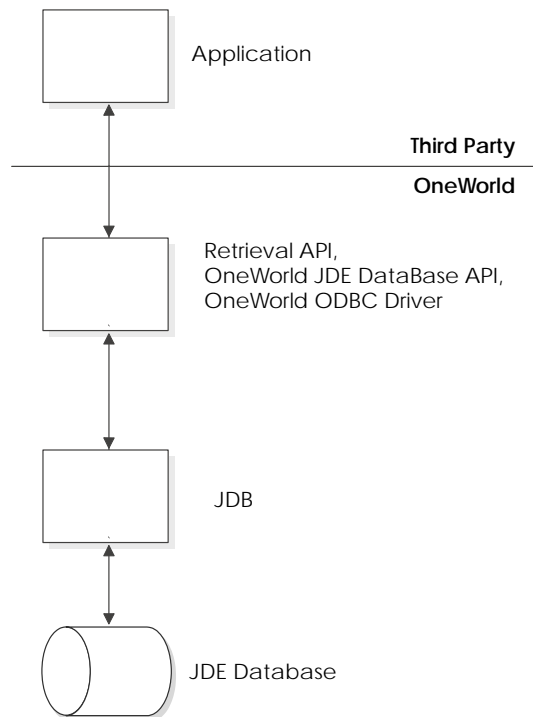 Application
Third Party
OneWorld
Retrieval API,
OneWorld JDE DataBase API,
OneWorld ODBC Driver
JDB
JDE Database